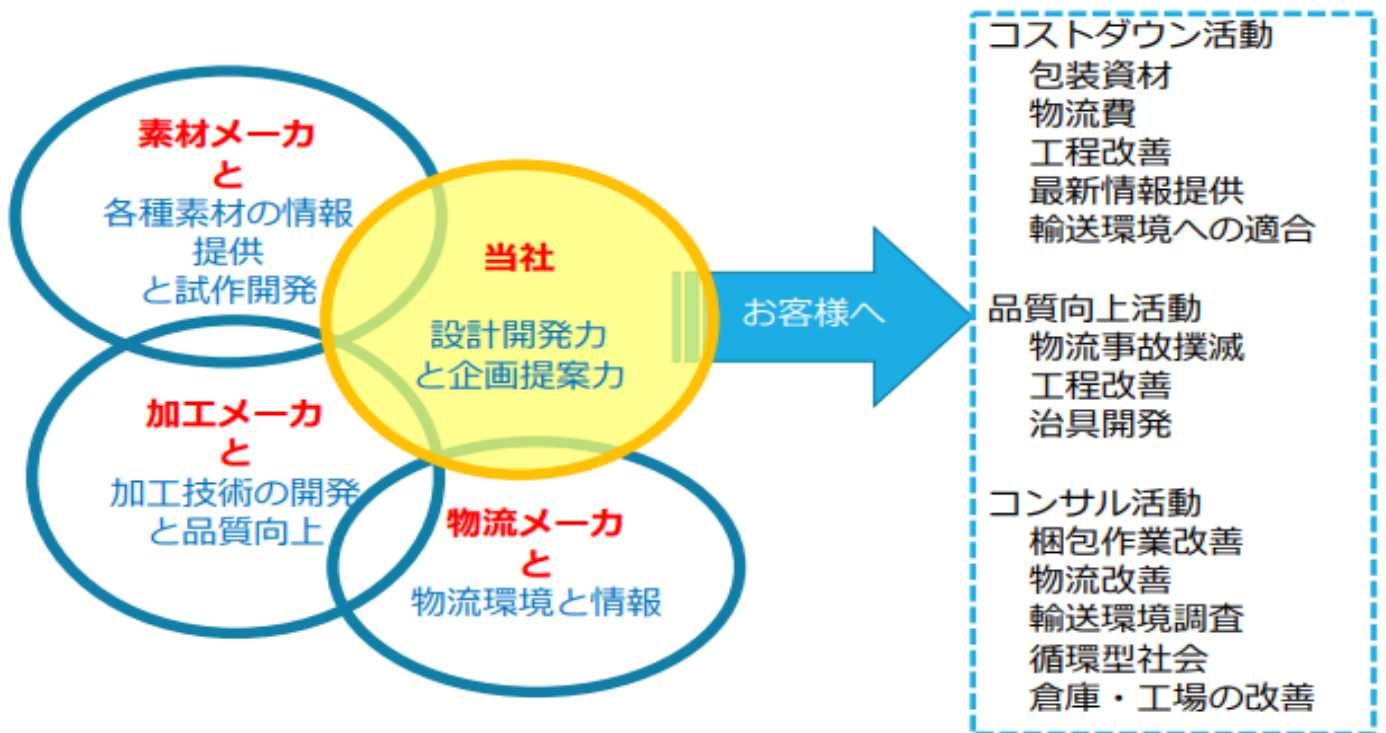 素材メーカ
と
各種素材の情報
提供
と試作開発
当社
設計開発力
と企画提案力
加工メーカ
と
加工技術の開発
と品質向上
物流メーカ
と
物流環境と情報
お客様へ
コストダウン活動
包装資材
物流費
工程改善
最新情報提供
輸送環境への適合
品質向上活動
物流事故撲滅
工程改善
治具開発
コンサル活動
梱包作業改善
物流改善
輸送環境調査
循環型社会
倉庫・工場の改善